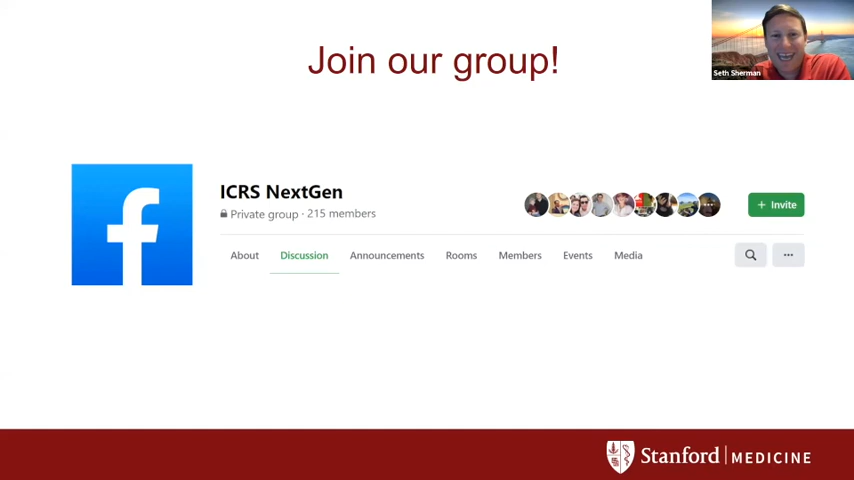 Join our group!
Seth Sherman
ICRS NextGen
Private group · 215 members
+ Invite
About Discussion Announcements Rooms Members Events Media
Stanford MEDICINE